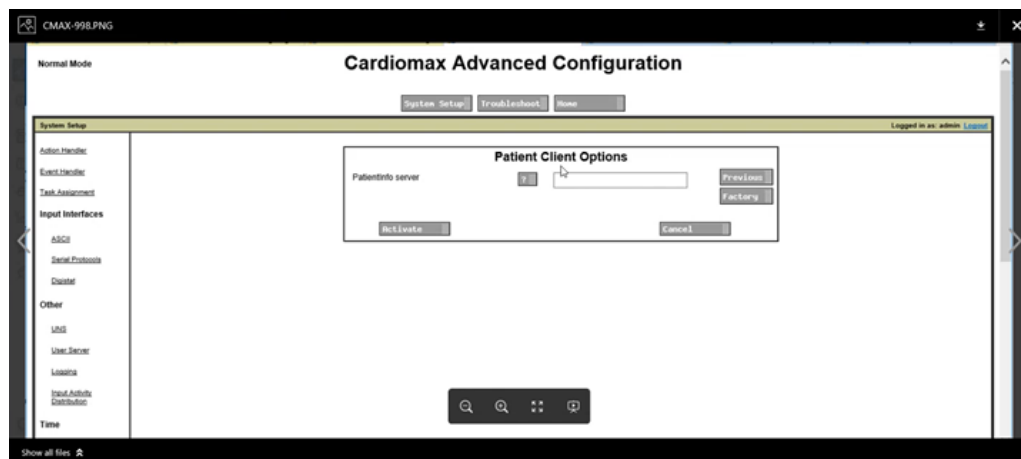 CMAX-998.PNG
Normal Mode
Cardiomax Advanced Configuration
System Setup Troubleshoot Home
System Setup
Logged in as: admin Logout
Action Handler
Event Handler
Task Assignment
Input Interfaces
ASCII
Serial Protocols
Digistat
Other
UNS
User Server
Logging
Input Activity
Distribution
Time
Patient Client Options
PatientInfo server ? Previous
Factory
Activate Cancel
Show all files